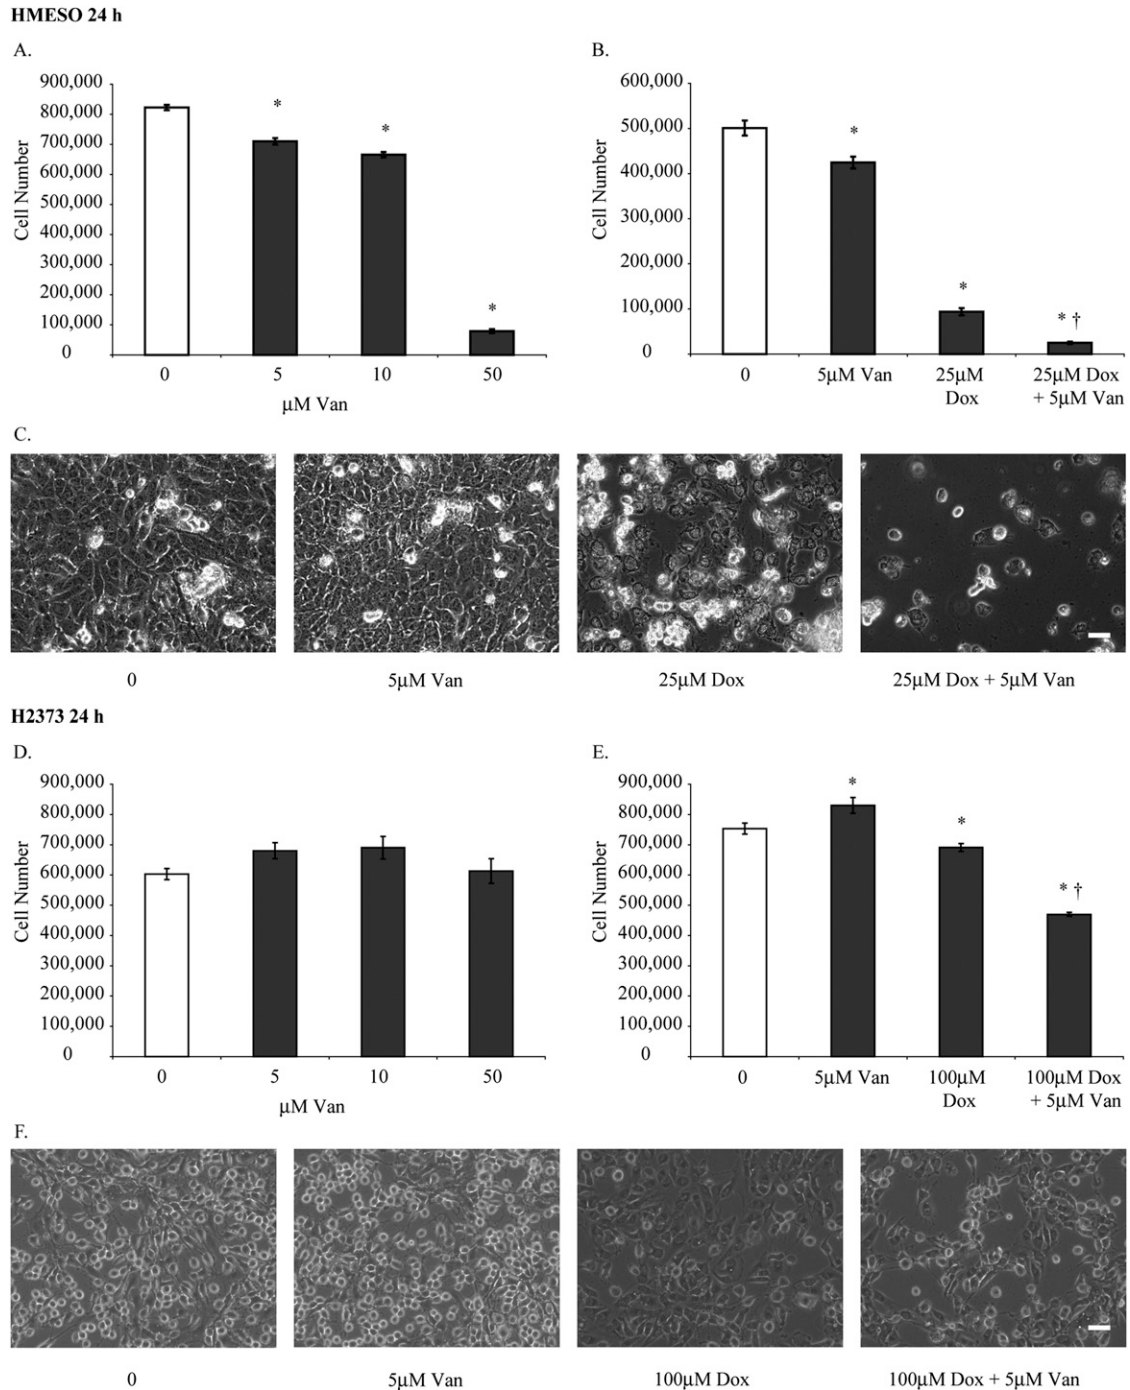 HMESO 24 h
A.
900,000
800,000
700,000
600,000
500,000
400,000
300,000
200,000
100,000
0
Cell Number
*
*
*
0 5 10 50
μM Van
B.
600,000
500,000
400,000
300,000
200,000
100,000
0
Cell Number
*
*
* †
0 5μM Van 25μM 25μM Dox
Dox + 5μM Van
C.
0 5μM Van 25μM Dox 25μM Dox + 5μM Van
H2373 24 h
D.
900,000
800,000
700,000
600,000
500,000
400,000
300,000
200,000
100,000
0
Cell Number
0 5 10 50
μM Van
E.
900,000
800,000
700,000
600,000
500,000
400,000
300,000
200,000
100,000
0
Cell Number
*
*
* †
0 5μM Van 100μM 100μM Dox
Dox + 5μM Van
F.
0 5μM Van 100μM Dox 100μM Dox + 5μM Van